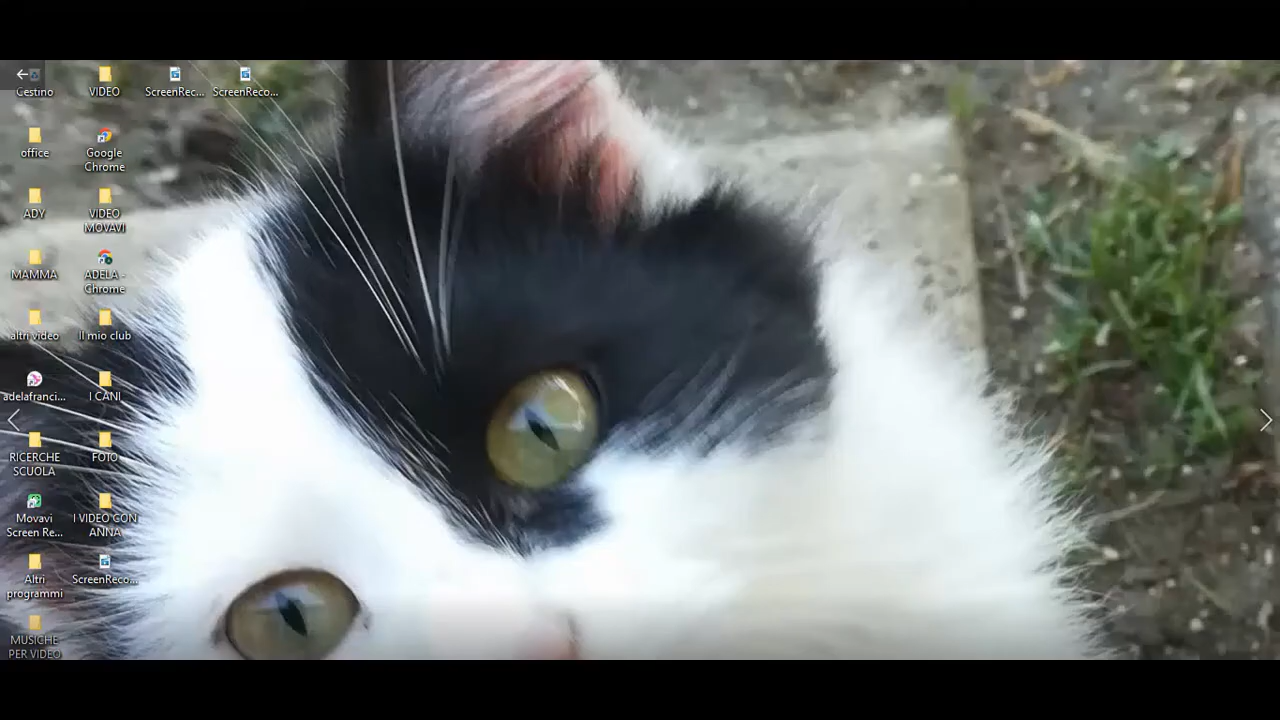 Cestino
VIDEO
ScreenRec...
ScreenReco...
office
Google
Chrome
ADY
VIDEO
MOVAVI
MAMMA
ADELA -
Chrome
altri video
Il mio club
adelafranci...
I CANI
RICERCHE
SCUOLA
FOTO
Movavi
Screen Re...
I VIDEO CON
ANNA
Altri
programmi
ScreenReco...
MUSICHE
PER VIDEO